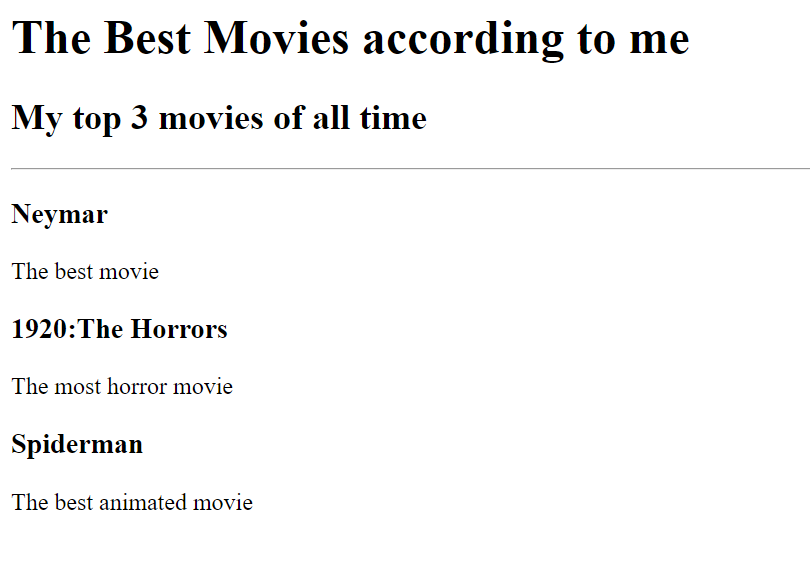 The Best Movies according to me
My top 3 movies of all time
Neymar
The best movie
1920:The Horrors
The most horror movie
Spiderman
The best animated movie